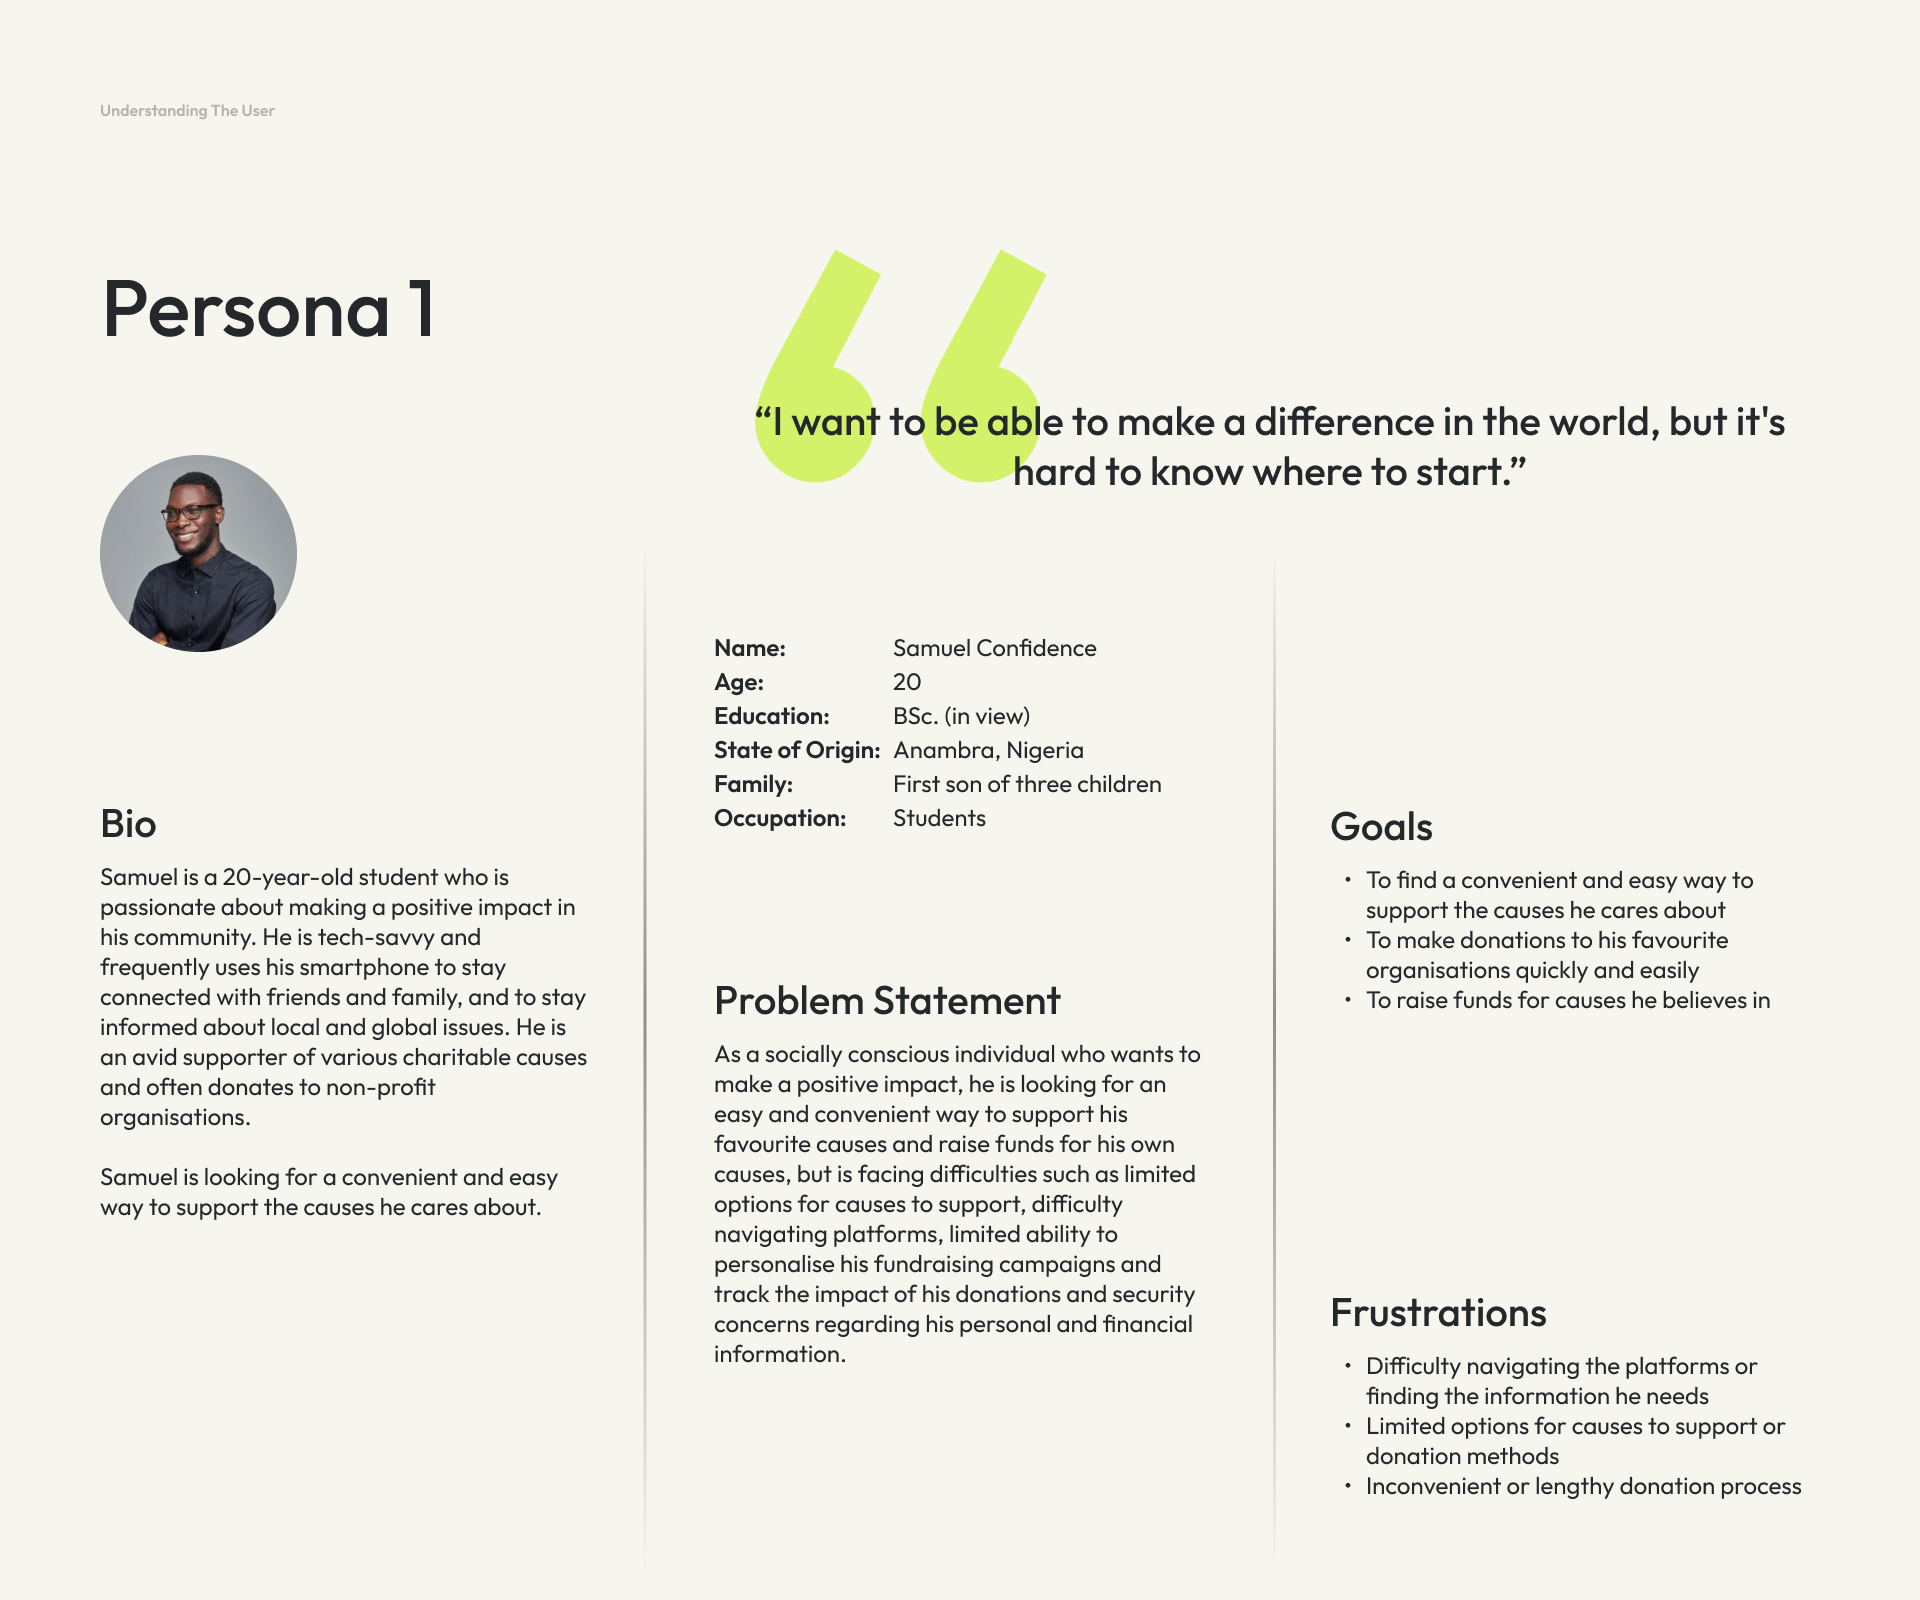 Understanding The User
Persona 1
“I want to be able to make a difference in the world, but it's
hard to know where to start.”
Bio
Samuel is a 20-year-old student who is
passionate about making a positive impact in
his community. He is tech-savvy and
frequently uses his smartphone to stay
connected with friends and family, and to stay
informed about local and global issues. He is
an avid supporter of various charitable causes
and often donates to non-profit
organisations.
Samuel is looking for a convenient and easy
way to support the causes he cares about.
Name: Samuel Confidence
Age: 20
Education: BSc. (in view)
State of Origin: Anambra, Nigeria
Family: First son of three children
Occupation: Students
Problem Statement
As a socially conscious individual who wants to
make a positive impact, he is looking for an
easy and convenient way to support his
favourite causes and raise funds for his own
causes, but is facing difficulties such as limited
options for causes to support, difficulty
navigating platforms, limited ability to
personalise his fundraising campaigns and
track the impact of his donations and security
concerns regarding his personal and financial
information.
Goals
• To find a convenient and easy way to
support the causes he cares about
• To make donations to his favourite
organisations quickly and easily
• To raise funds for causes he believes in
Frustrations
• Difficulty navigating the platforms or
finding the information he needs
• Limited options for causes to support or
donation methods
• Inconvenient or lengthy donation process